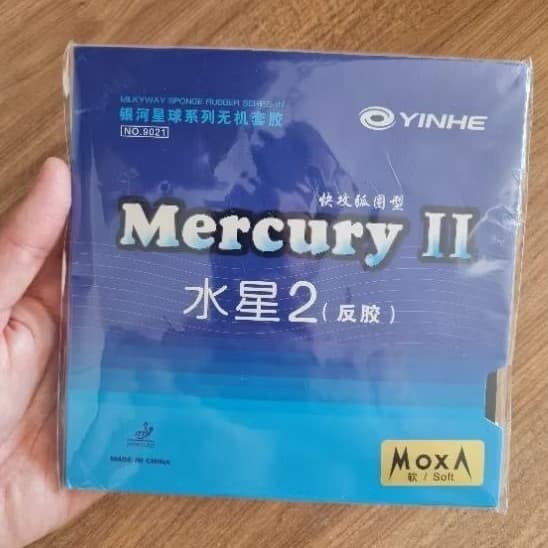 MILKYWAY SPONGE RUBBER SERIES-IN
银河星球系列无机套胶
NO.9021
YINHE
快攻弧圈型
Mercury II
水星2(反胶)
MADE IN CHINA
MOXA
软 / Soft